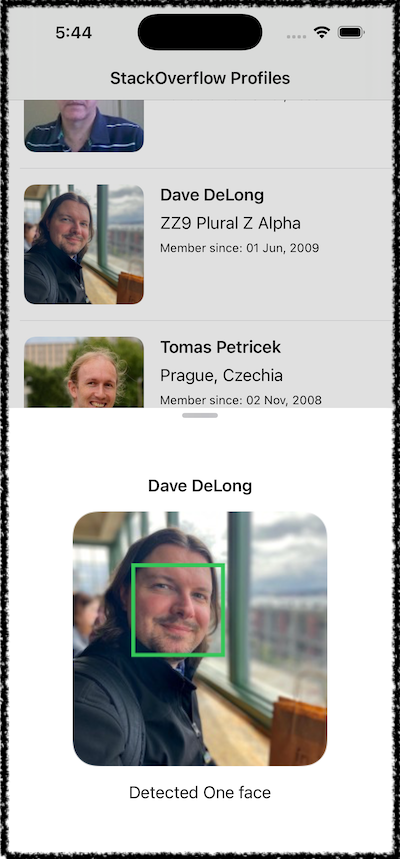 5:44
StackOverflow Profiles
Dave DeLong
ZZ9 Plural Z Alpha
Member since: 01 Jun, 2009
Tomas Petricek
Prague, Czechia
Member since: 02 Nov, 2008
Dave DeLong
Detected One face